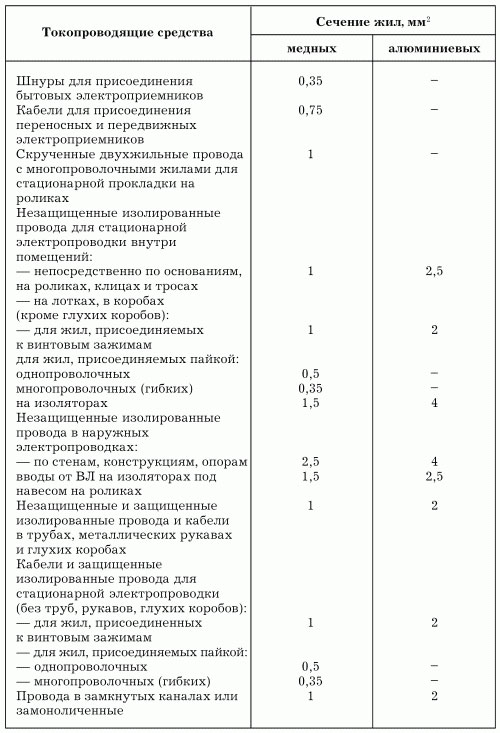 Токопроводящие средства
Сечение жил, мм²
медных алюминиевых
Шнуры для присоединения 0,35 –
бытовых электроприемников
Кабели для присоединения 0,75 –
переносных и передвижных
электроприемников
Скрученные двухжильные провода 1 –
с многопроволочными жилами для
стационарной прокладки на
роликах
Незащищенные изолированные
провода для стационарной
электропроводки внутри
помещений:
— непосредственно по основаниям, 1 2,5
на роликах, клицах и тросах
— на лотках, в коробах
(кроме глухих коробов):
— для жил, присоединяемых 1 2
к винтовым зажимам
для жил, присоединяемых пайкой:
однопроволочных 0,5 –
многопроволочных (гибких) 0,35 –
на изоляторах 1,5 4
Незащищенные изолированные
провода в наружных
электропроводках:
— по стенам, конструкциям, опорам 2,5 4
вводы от ВЛ на изоляторах под 1,5 2,5
навесом на роликах
Незащищенные и защищенные 1 2
изолированные провода и кабели
в трубах, металлических рукавах
и глухих коробах
Кабели и защищенные
изолированные провода для
стационарной электропроводки
(без труб, рукавов, глухих коробов):
— для жил, присоединенных 1 2
к винтовым зажимам
— для жил, присоединяемых пайкой:
— однопроволочных 0,5 –
— многопроволочных (гибких) 0,35 –
Провода в замкнутых каналах или 1 2
замоноличенные